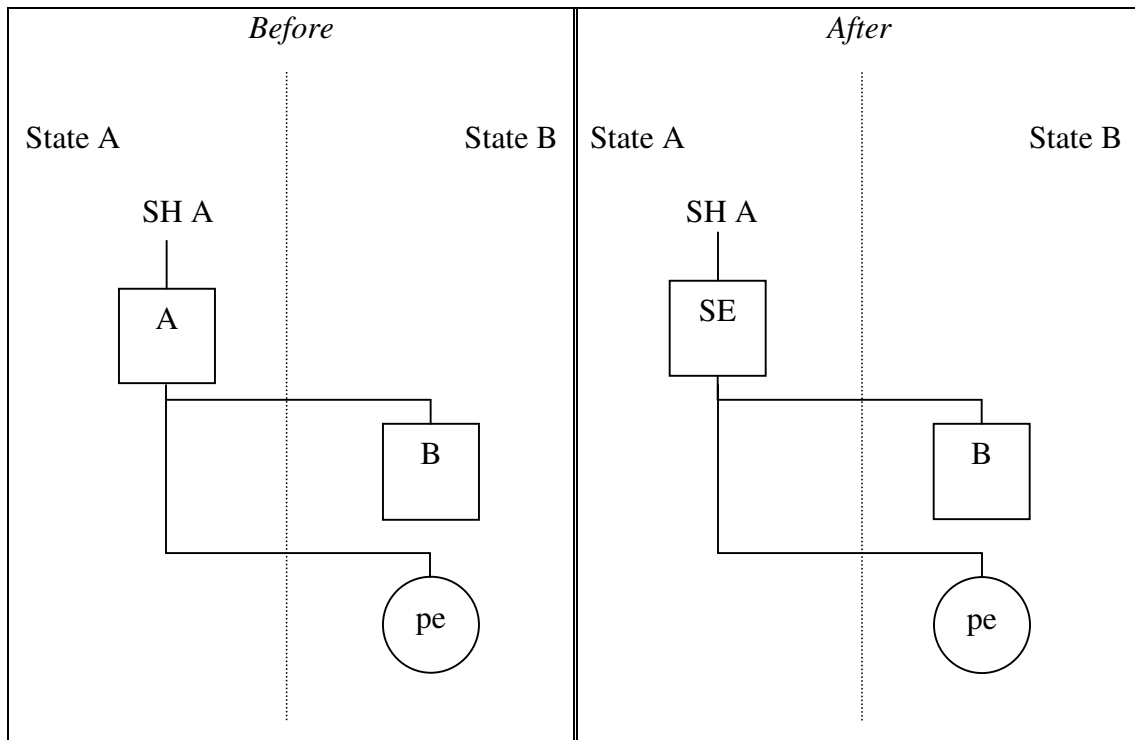 Before
After
State A
State B
State A
State B
SH A
SH A
A
SE
B
B
pe
pe